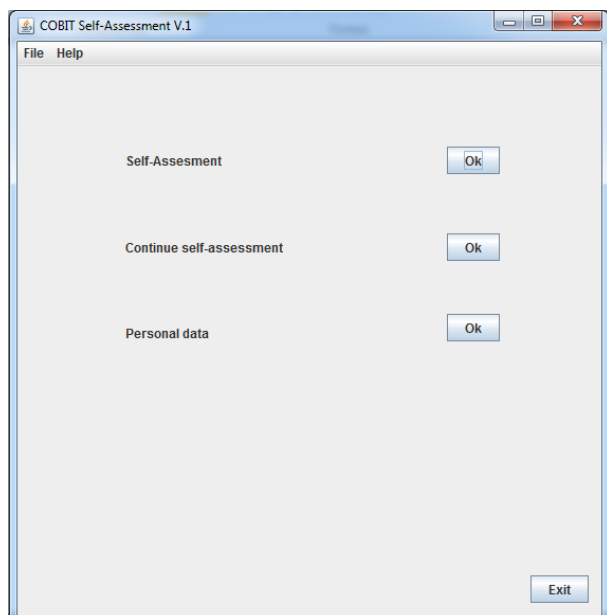 COBIT Self-Assessment V.1
File Help
Self-Assesment Ok
Continue self-assessment Ok
Personal data Ok
Exit